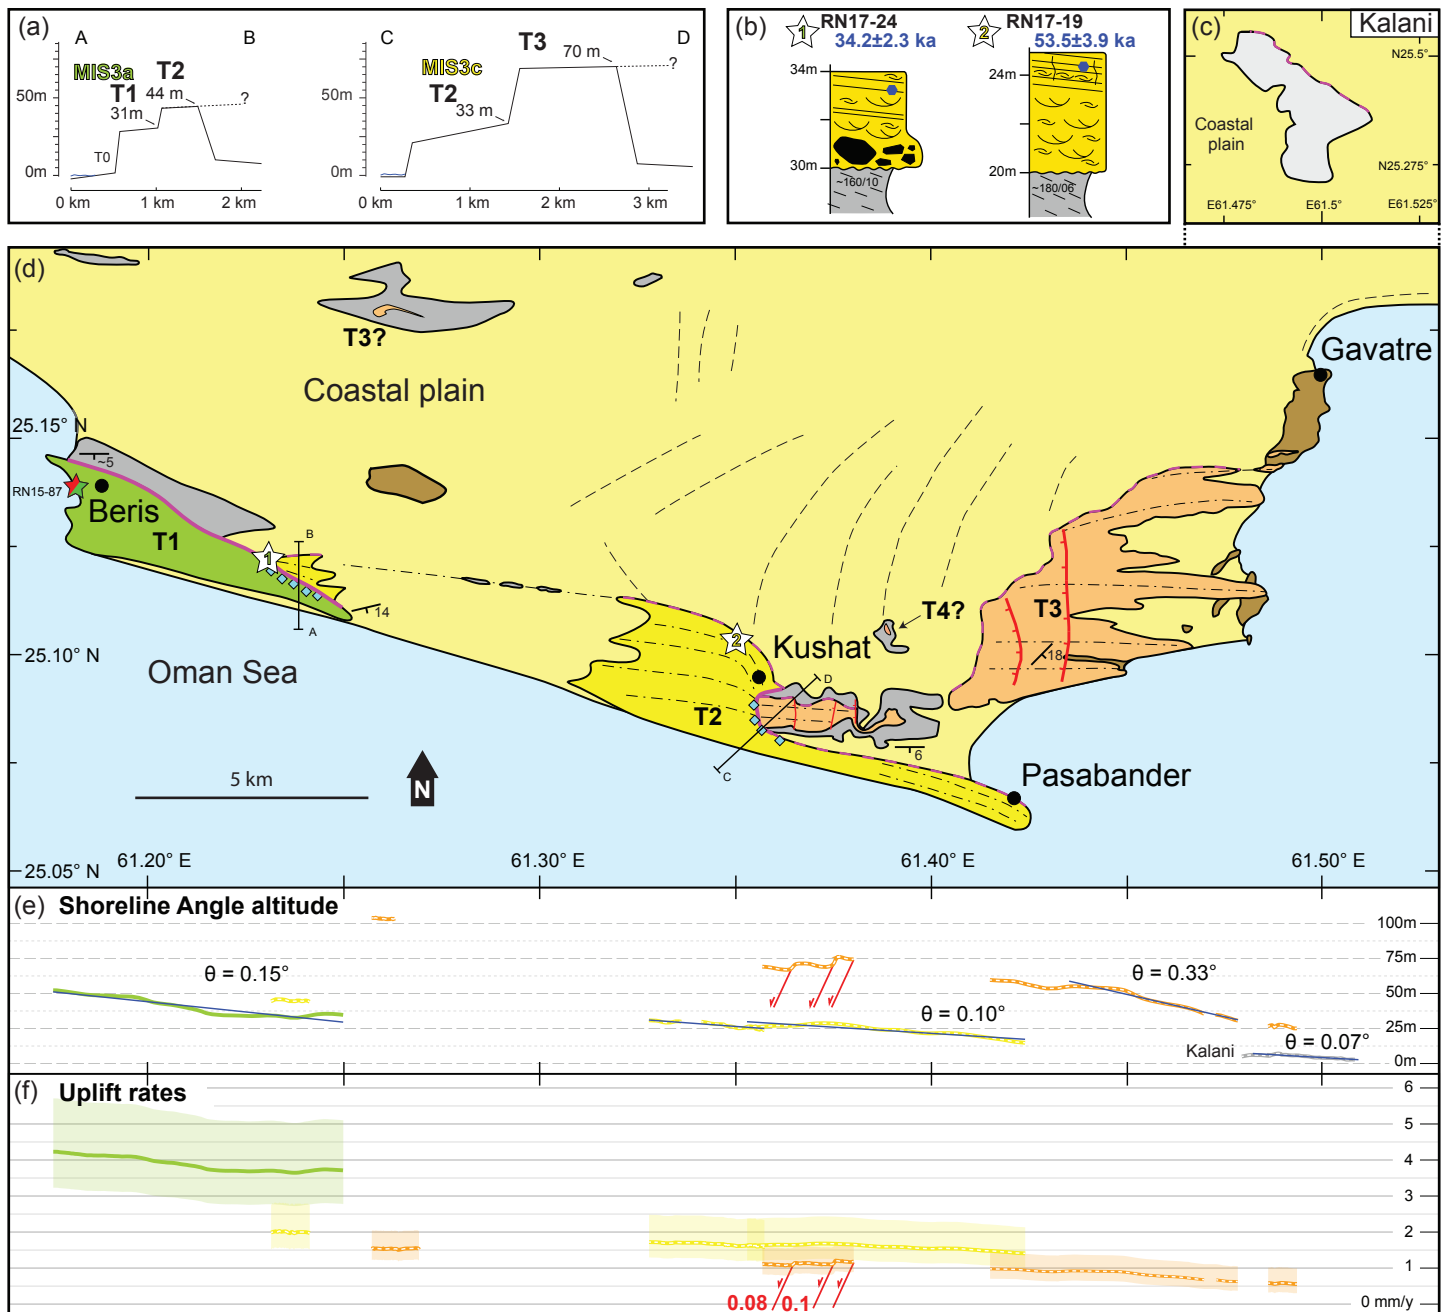 (a)
A
B
C
D
T3
70 m
?
MIS3a
T2
T1
44 m
?
31m
50m
T0
0m
0 km
1 km
2 km
MIS3c
T2
33 m
50m
0m
0 km
1 km
2 km
3 km
(b)
1
RN17-24
34.2±2.3 ka
2
RN17-19
53.5±3.9 ka
34m
30m
~160/10
24m
20m
~180/06
(c)
Kalani
N25.5°
Coastal
plain
N25.275°
E61.475°
E61.5°
E61.525°
(d)
T3?
Coastal plain
Gavatre
25.15° N
~5
RN15-87
Beris
T1
1
B
A
14
Oman Sea
25.10° N
2
Kushat
T4?
T3
18
D
T2
C
6
Pasabander
5 km
N
61.20° E
61.30° E
61.40° E
61.50° E
25.05° N
(e) Shoreline Angle altitude
100m
75m
50m
25m
0m
θ = 0.15°
θ = 0.10°
θ = 0.33°
Kalani
θ = 0.07°
(f) Uplift rates
6
5
4
3
2
1
0 mm/y
0.08
0.1